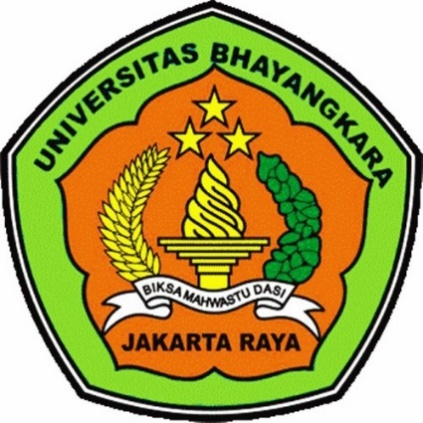 UNIVERSITAS BHAYANGKARA
BIKSA MAHWASTU DASI
JAKARTA RAYA